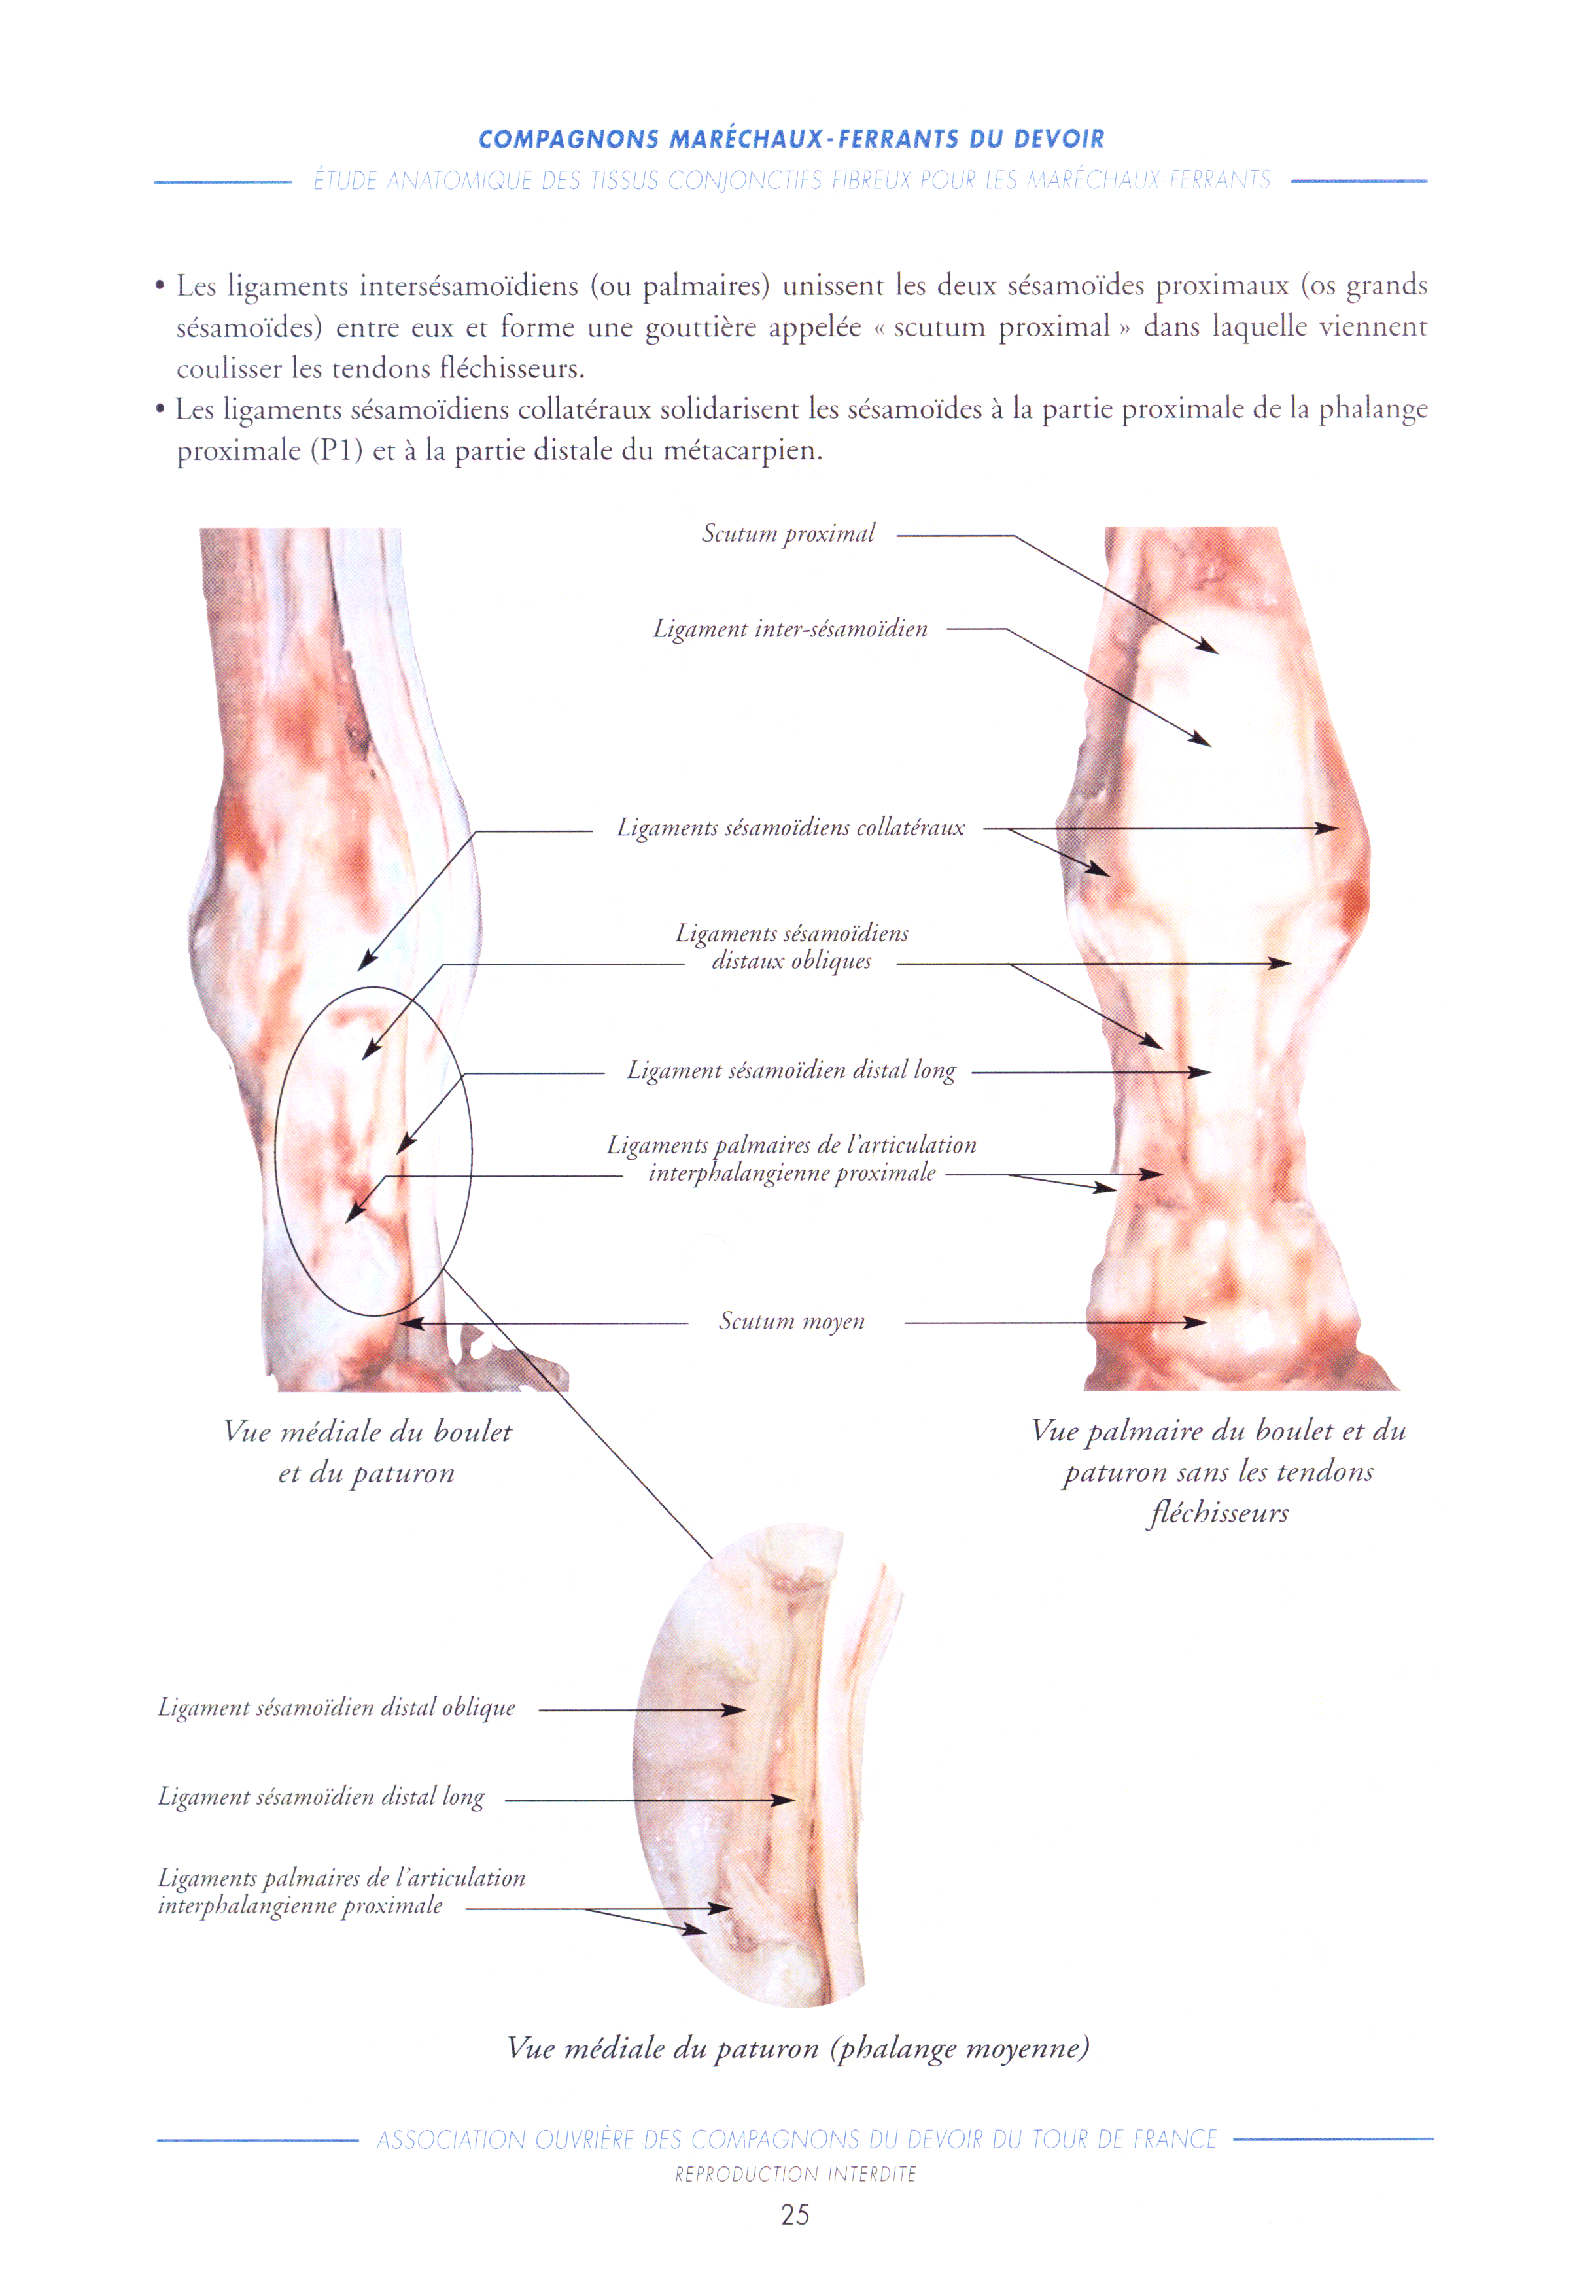 COMPAGNONS MARÉCHAUX-FERRANTS DU DEVOIR
ÉTUDE ANATOMIQUE DES TISSUS CONJONCTIFS FIBREUX POUR LES MARÉCHAUX-FERRANTS
• Les ligaments intersésamoïdiens (ou palmaires) unissent les deux sésamoïdes proximaux (os grands
sésamoïdes) entre eux et forme une gouttière appelée « scutum proximal » dans laquelle viennent
coulisser les tendons fléchisseurs.
• Les ligaments sésamoïdiens collatéraux solidarisent les sésamoïdes à la partie proximale de la phalange
proximale (P1) et à la partie distale du métacarpien.
Scutum proximal
Ligament inter-sésamoïdien
Ligaments sésamoïdiens collatéraux
Ligaments sésamoïdiens
distaux obliques
Ligament sésamoïdien distal long
Ligaments palmaires de l'articulation
interphalangienne proximale
Scutum moyen
Vue médiale du boulet
et du paturon
Vue palmaire du boulet et du
paturon sans les tendons
fléchisseurs
Ligament sésamoïdien distal oblique
Ligament sésamoïdien distal long
Ligaments palmaires de l'articulation
interphalangienne proximale
Vue médiale du paturon (phalange moyenne)
ASSOCIATION OUVRIÈRE DES COMPAGNONS DU DEVOIR DU TOUR DE FRANCE
REPRODUCTION INTERDITE
25